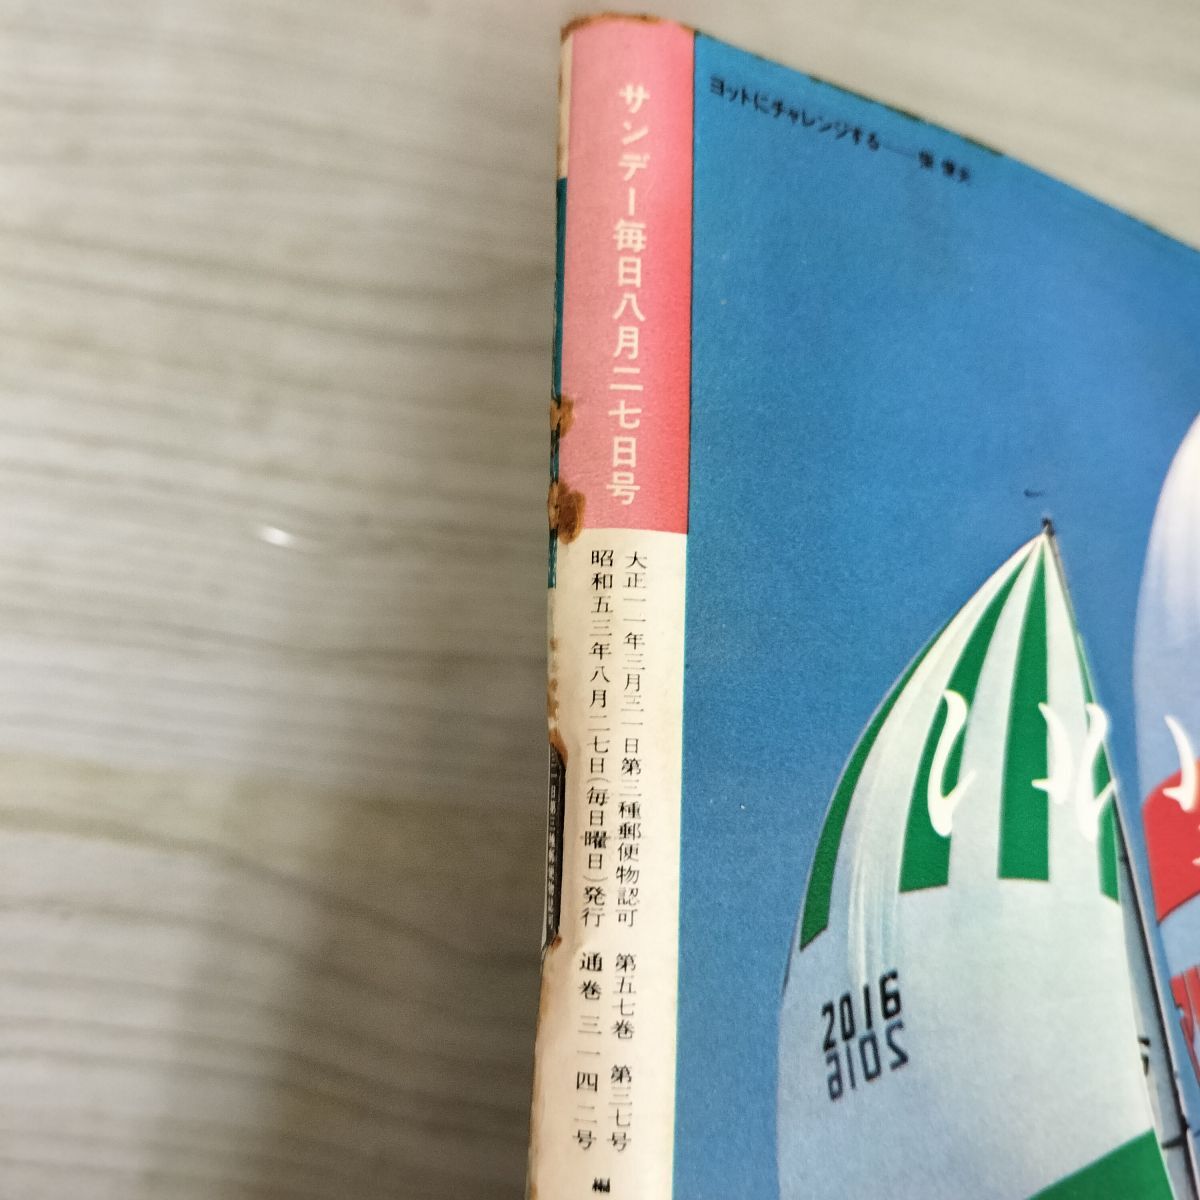 サンデー毎日八月二七日号
大正一一年三月三一日第三種郵便物認可 第五七巻 第三七号
昭和五三年八月二七日(毎日曜日)発行 通巻三一四二号
編
ヨットにチャレンジする——
2016
2016